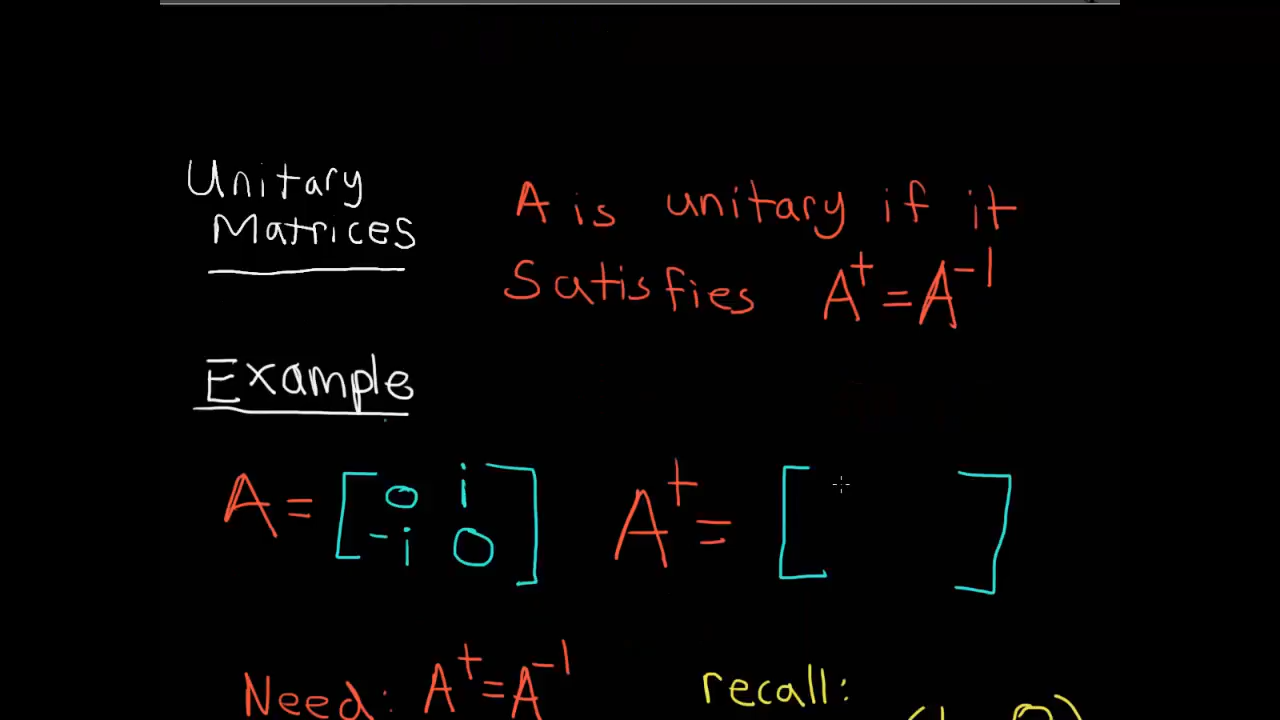 Unitary
Matrices
A is unitary if it
Satisfies A† = A⁻¹
Example
A = [0 i
-i 0]
A† = [ ]
Need: A† = A⁻¹
recall: